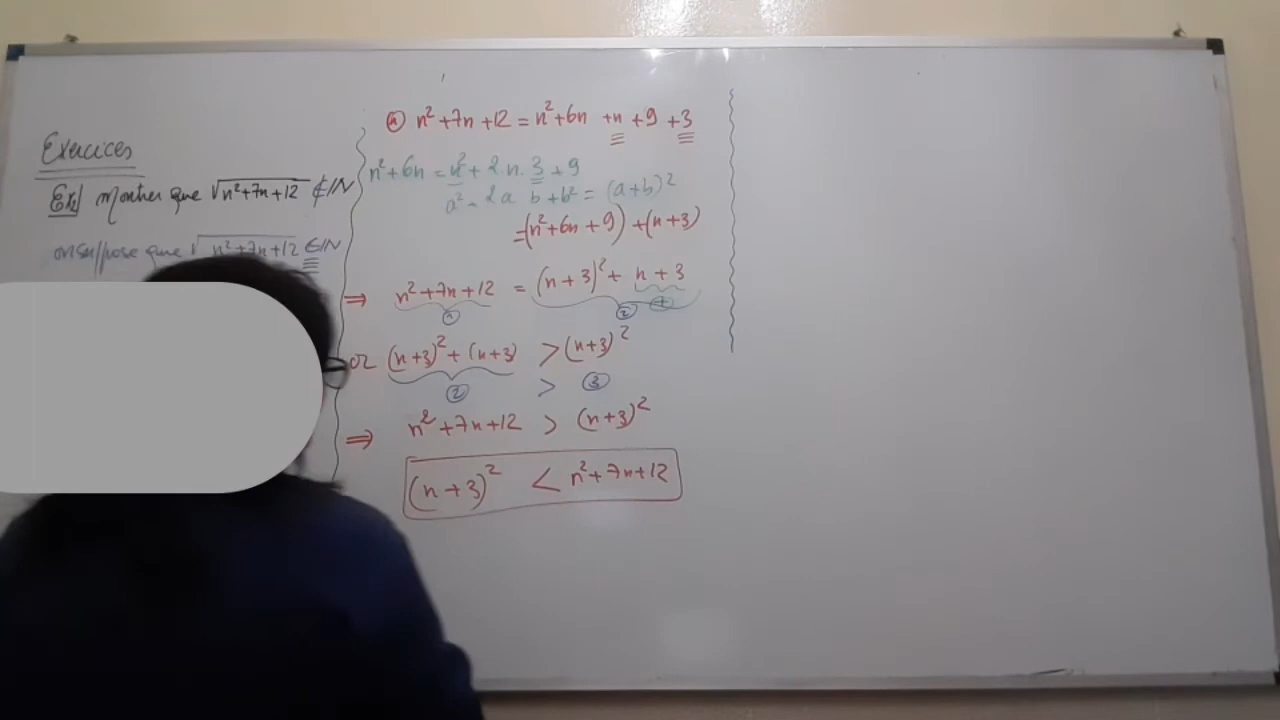 Exercices
Ex1 montrer que √n²+7n+12 ∉ IN
on suppose que √n²+7n+12 ∈ IN
ⓐ n²+7n+12 = n²+6n +n +9 +3
n²+6n = n² + 2.n.3 + 9
a² + 2a b + b² = (a+b)²
= (n²+6n+9) + (n+3)
⇒ n²+7n+12 = (n+3)² + n+3
① ② +
or (n+3)² + (n+3) > (n+3)²
② > ③
⇒ n²+7n+12 > (n+3)²
(n+3)² < n²+7n+12